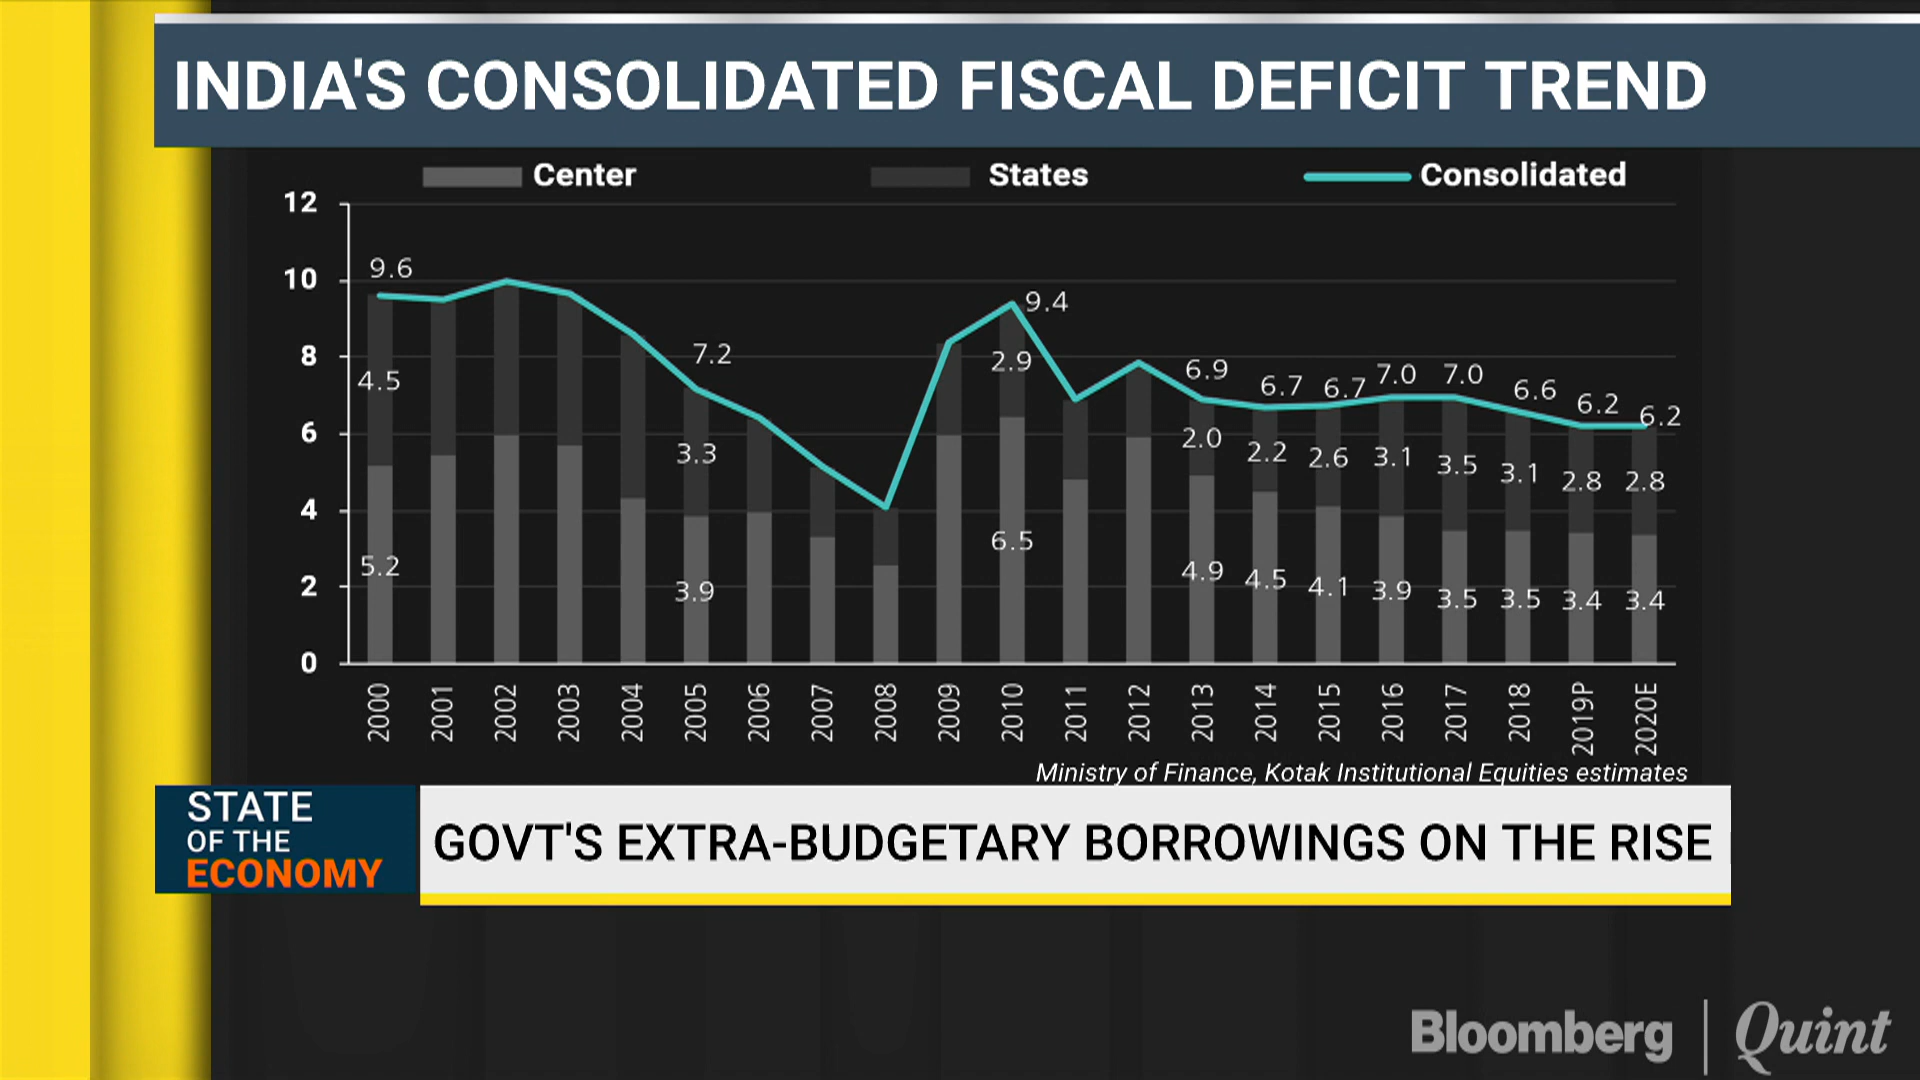 INDIA'S CONSOLIDATED FISCAL DEFICIT TREND
Center States Consolidated
12
10
8
6
4
2
0
9.6
7.2
9.4
6.9 6.7 6.7 7.0 7.0 6.6 6.2 6.2
4.5 3.3 2.9 2.0 2.2 2.6 3.1 3.5 3.1 2.8 2.8
5.2 3.9 6.5 4.9 4.5 4.1 3.9 3.5 3.5 3.4 3.4
2000 2001 2002 2003 2004 2005 2006 2007 2008 2009 2010 2011 2012 2013 2014 2015 2016 2017 2018 2019P 2020E
Ministry of Finance, Kotak Institutional Equities estimates
STATE
OF THE
ECONOMY
GOVT'S EXTRA-BUDGETARY BORROWINGS ON THE RISE
Bloomberg | Quint